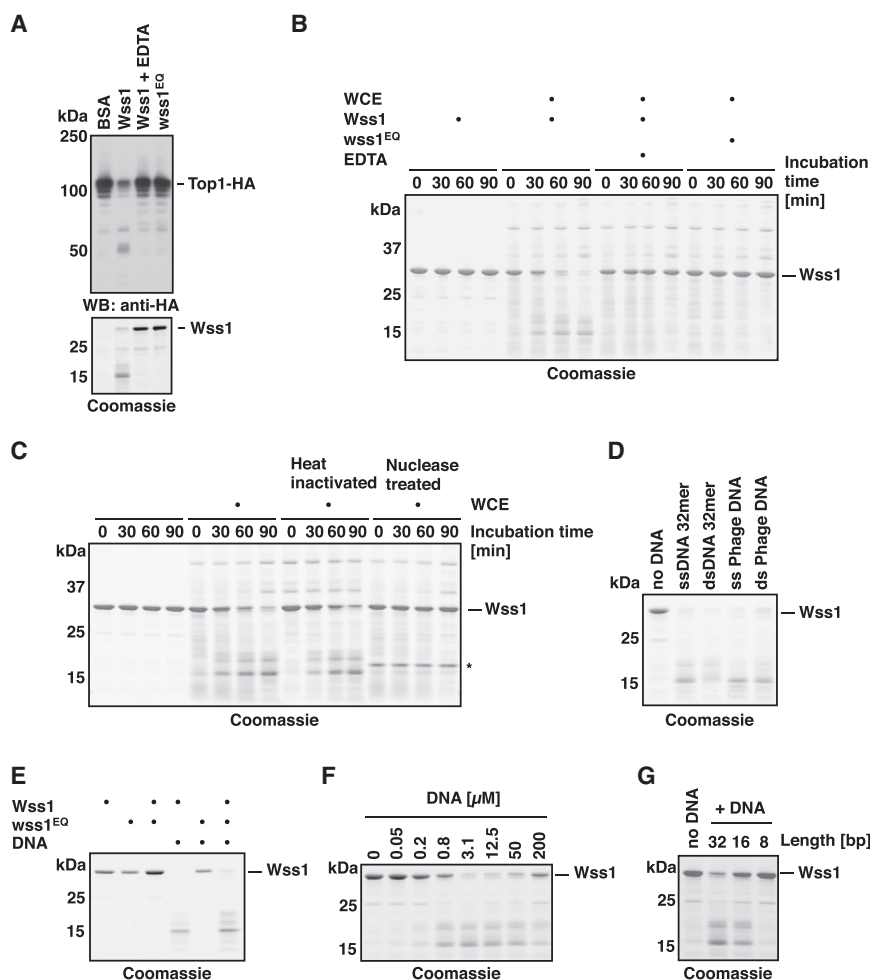 A
BSA
Wss1
Wss1 + EDTA
wss1EQ
kDa
250
100
50
Top1-HA
WB: anti-HA
Wss1
25
15
Coomassie
B
WCE
Wss1
wss1EQ
EDTA
0 30 60 90 0 30 60 90 0 30 60 90 0 30 60 90
Incubation
time
[min]
kDa
37
25
15
Wss1
Coomassie
C
Heat
inactivated
Nuclease
treated
WCE
0 30 60 90 0 30 60 90 0 30 60 90 0 30 60 90
Incubation time
[min]
kDa
37
25
15
Wss1
*
Coomassie
D
no DNA
ssDNA 32mer
dsDNA 32mer
ss Phage DNA
ds Phage DNA
kDa
25
15
Wss1
Coomassie
E
Wss1
wss1EQ
DNA
kDa
25
15
Wss1
Coomassie
F
DNA [µM]
0 0.05 0.2 0.8 3.1 12.5 50 200
kDa
25
15
Wss1
Coomassie
G
no DNA
+ DNA
32 16 8 Length [bp]
kDa
25
15
Wss1
Coomassie